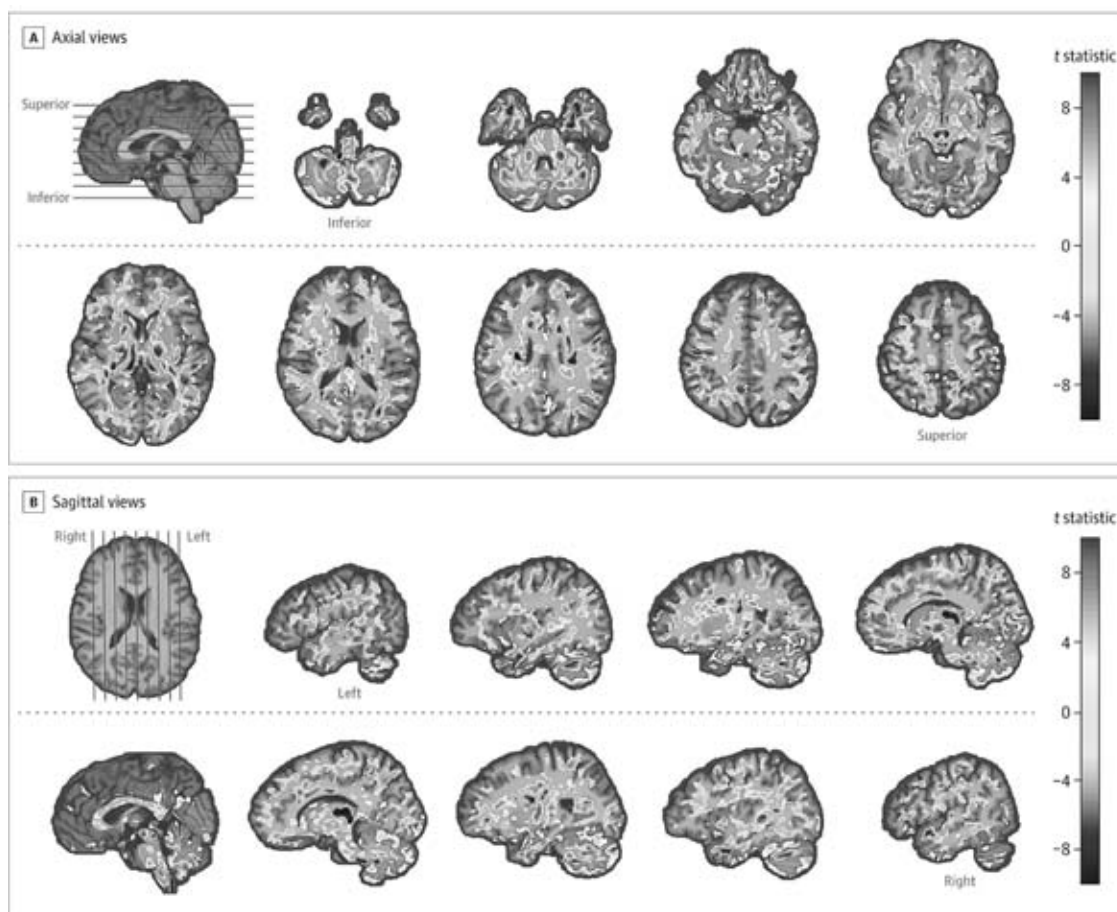 A Axial views
t statistic
Superior
Inferior
Inferior
8
4
0
−4
−8
Superior
B Sagittal views
t statistic
Right
Left
Left
8
4
0
−4
−8
Right